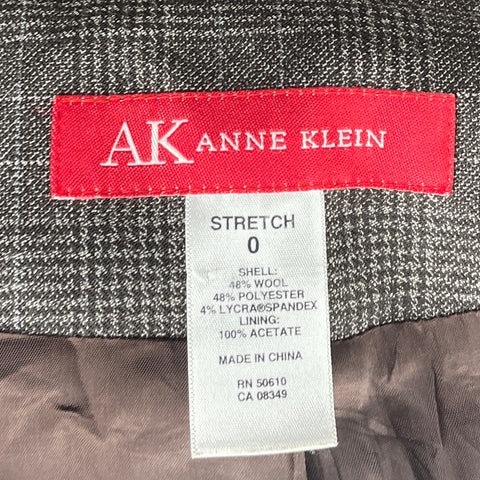 AK ANNE KLEIN
STRETCH
0
SHELL:
48% WOOL
48% POLYESTER
4% LYCRA®SPANDEX
LINING:
100% ACETATE
MADE IN CHINA
RN 50610
CA 08349